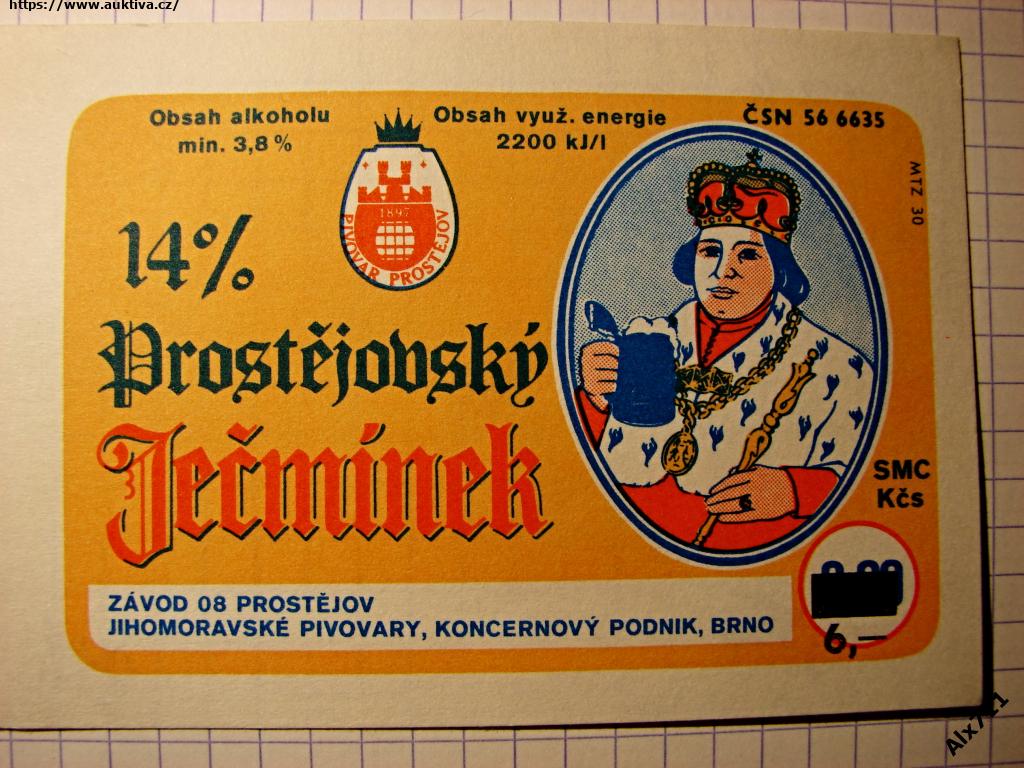 https://www.auktiva.cz/
Obsah alkoholu
min. 3,8 %
Obsah využ. energie
2200 kJ/l
ČSN 56 6635
MTZ 30
1897
PIVOVAR PROSTĚJOV
14%
Prostějovský
Ječmínek
SMC
Kčs
6,—
ZÁVOD 08 PROSTĚJOV
JIHOMORAVSKÉ PIVOVARY, KONCERNOVÝ PODNIK, BRNO
Alx711